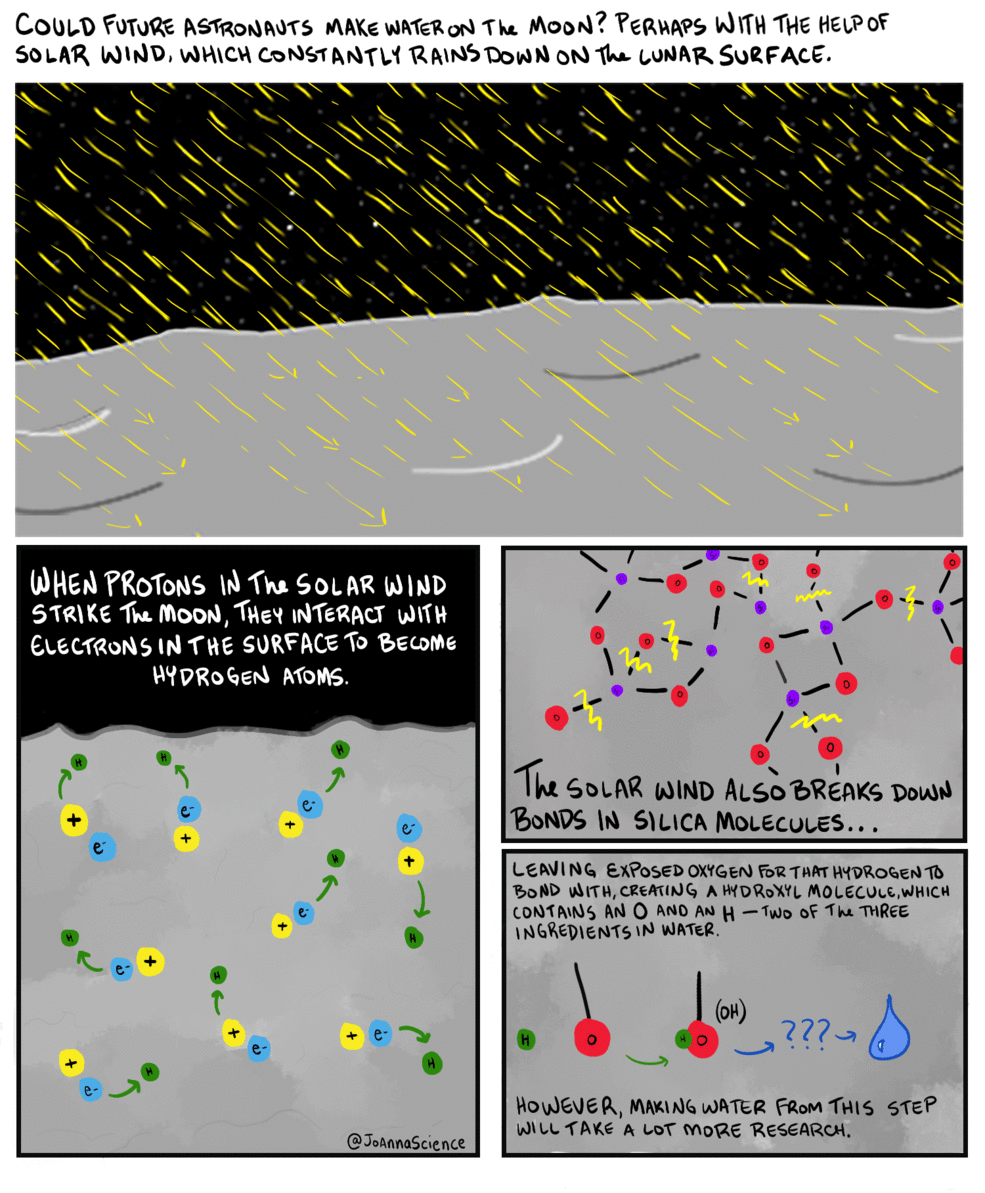 COULD FUTURE ASTRONAUTS MAKE WATER ON THE MOON? PERHAPS WITH THE HELP OF
SOLAR WIND, WHICH CONSTANTLY RAINS DOWN ON THE LUNAR SURFACE.
WHEN PROTONS IN THE SOLAR WIND
STRIKE THE MOON, THEY INTERACT WITH
ELECTRONS IN THE SURFACE TO BECOME
HYDROGEN ATOMS.
H
H
H
+
e-
e-
+
e-
+
e-
+
H
e-
+
H
H
e-
+
H
+
e-
+
e-
H
+
e-
H
@JOANNASCIENCE
O
O
O
O
O
O
O
O
O
O
O
O
O
THE SOLAR WIND ALSO BREAKS DOWN
BONDS IN SILICA MOLECULES...
LEAVING EXPOSED OXYGEN FOR THAT HYDROGEN TO
BOND WITH, CREATING A HYDROXYL MOLECULE, WHICH
CONTAINS AN O AND AN H — TWO OF THE THREE
INGREDIENTS IN WATER.
(OH)
H O H O ???
HOWEVER, MAKING WATER FROM THIS STEP
WILL TAKE A LOT MORE RESEARCH.